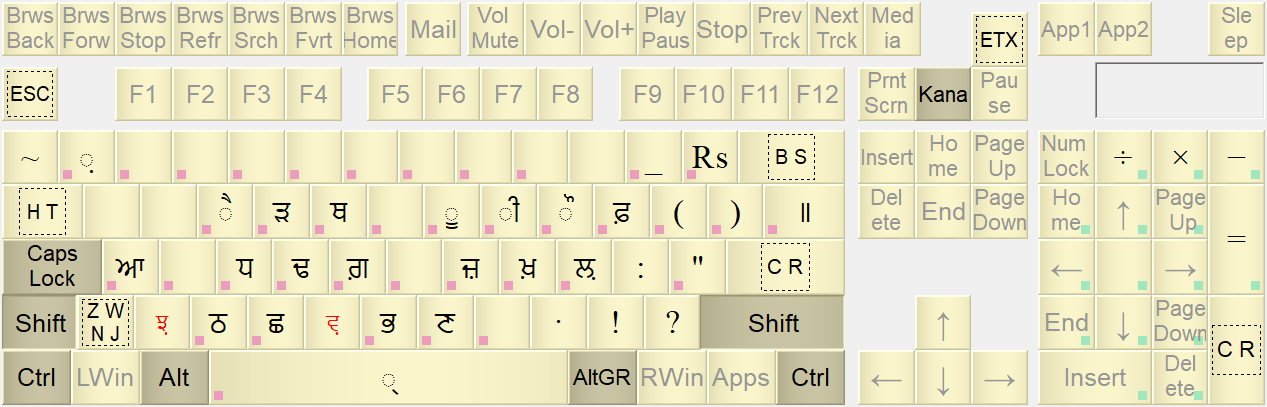 Brws Back Brws Forw Brws Stop Brws Refr Brws Srch Brws Fvrt Brws Home Mail Vol Mute Vol- Vol+ Play Paus Stop Prev Trck Next Trck Med ia ETX App1 App2 Sle ep
ESC F1 F2 F3 F4 F5 F6 F7 F8 F9 F10 F11 F12 Prnt Scrn Kana Pau se
~ ਼ _ Rs B S Insert Ho me Page Up Num Lock ÷ × −
H T ੈ ੜ ਥ ੂ ੀ ੌ ਫ਼ ( ) ॥ Del ete End Page Down Ho me ↑ Page Up =
Caps Lock ਆ ਧ ਢ ਗ਼ ਜ਼ ਖ਼ ਲ਼ : " C R ← →
Shift Z W N J ਠ ਛ ਭ ਣ · ! ? Shift ↑ End ↓ Page Down C R
Ctrl LWin Alt ੍ AltGR RWin Apps Ctrl ← ↓ → Insert Del ete